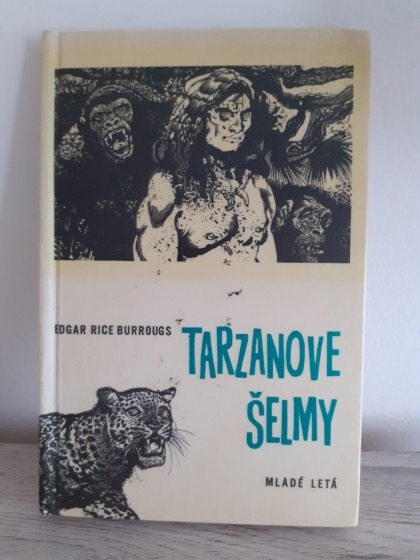 EDGAR RICE BURROUGS
TARZANOVE
ŠELMY
MLADÉ LETÁ